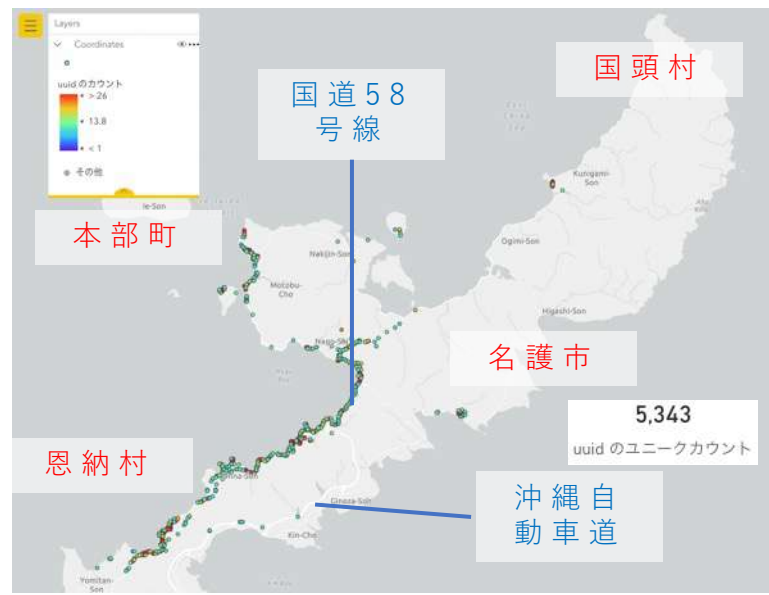 Layers
Coordinates
uuid のカウント
> 26
13.8
< 1
その他
国道58
号線
国頭村
Ie-Son
本部町
Kunigami-
Son
Nakijin-Son
Ogimi-Son
Motobu-
Cho
Higashi-Son
Nago-Shi
名護市
5,343
uuid のユニークカウント
恩納村
Onna-Son
沖縄自
動車道
Ginoza-Son
Kin-Cho
Yomitan-
Son